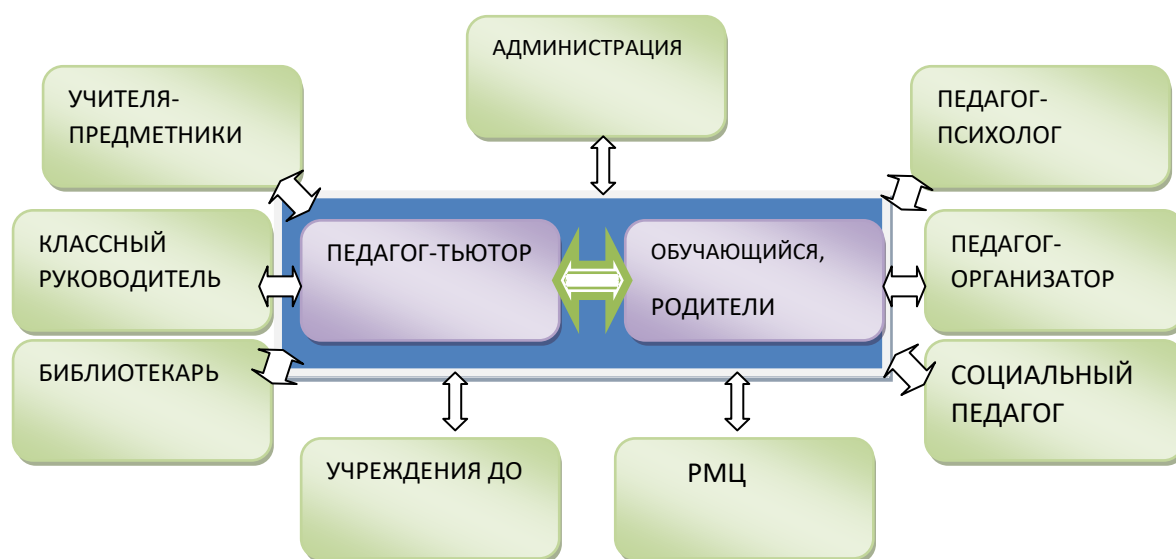 АДМИНИСТРАЦИЯ
УЧИТЕЛЯ-
ПРЕДМЕТНИКИ
ПЕДАГОГ-
ПСИХОЛОГ
КЛАССНЫЙ
РУКОВОДИТЕЛЬ
ПЕДАГОГ-ТЬЮТОР
ОБУЧАЮЩИЙСЯ,
РОДИТЕЛИ
ПЕДАГОГ-
ОРГАНИЗАТОР
БИБЛИОТЕКАРЬ
СОЦИАЛЬНЫЙ
ПЕДАГОГ
УЧРЕЖДЕНИЯ ДО
РМЦ